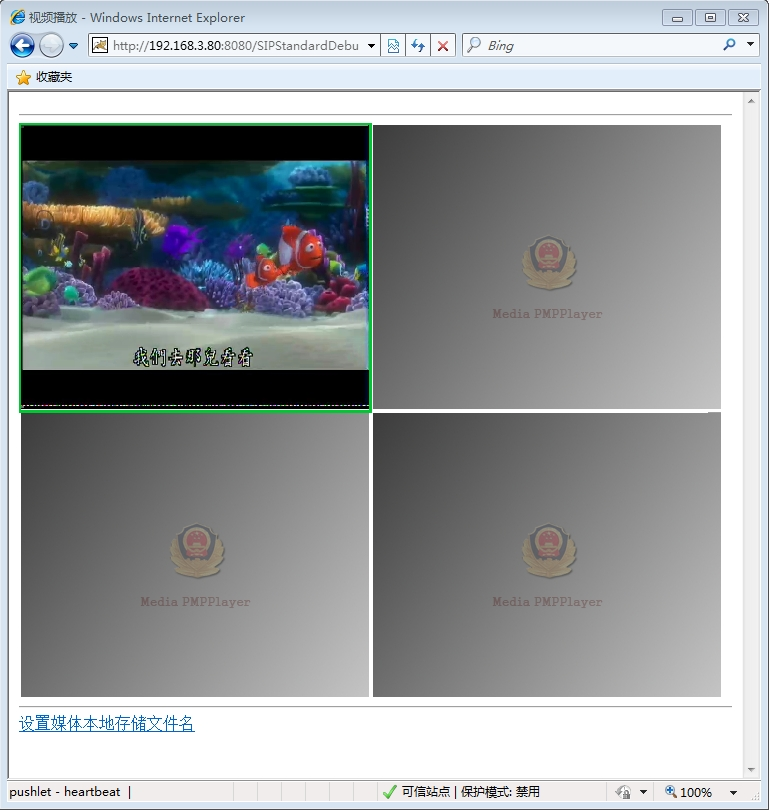 视频播放 - Windows Internet Explorer
http://192.168.3.80:8080/SIPStandardDebu
Bing
收藏夹
我们去那兒看看
Media PMPPlayer
Media PMPPlayer
Media PMPPlayer
设置媒体本地存储文件名
pushlet - heartbeat |
可信站点 | 保护模式: 禁用
100%